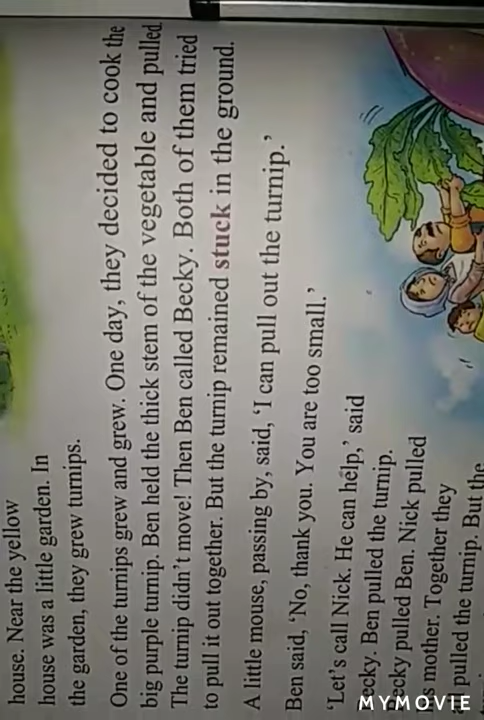 house. Near the yellow
house was a little garden. In
the garden, they grew turnips.
One of the turnips grew and grew. One day, they decided to cook the
big purple turnip. Ben held the thick stem of the vegetable and pulled
The turnip didn't move! Then Ben called Becky. Both of them tried
to pull it out together. But the turnip remained stuck in the ground.
A little mouse, passing by, said, 'I can pull out the turnip.'
Ben said, 'No, thank you. You are too small.'
'Let's call Nick. He can help,' said
Becky. Ben pulled the turnip.
Becky pulled Ben. Nick pulled
his mother. Together they
all pulled the turnip. But the
MYMOVIE